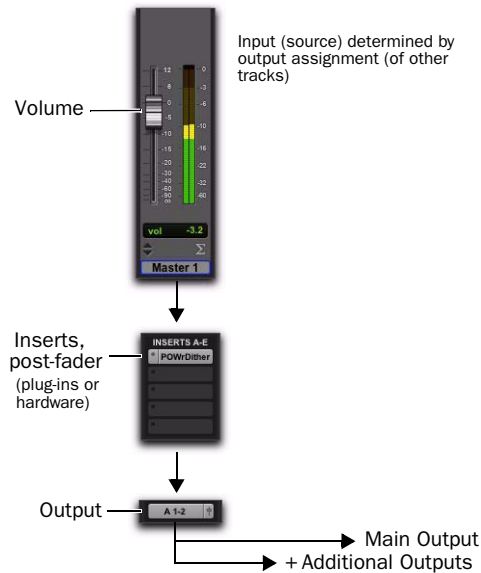 Input (source) determined by
output assignment (of other
tracks)
Volume
12
6
0
-5
-10
-15
-20
-30
-40
-60
-90
∞
0
-3
-6
-10
-16
-22
-32
-60
vol -3.2
Σ
Master 1
Inserts,
post-fader
(plug-ins or
hardware)
INSERTS A-E
POWrDither
Output
A 1-2
Main Output
+ Additional Outputs